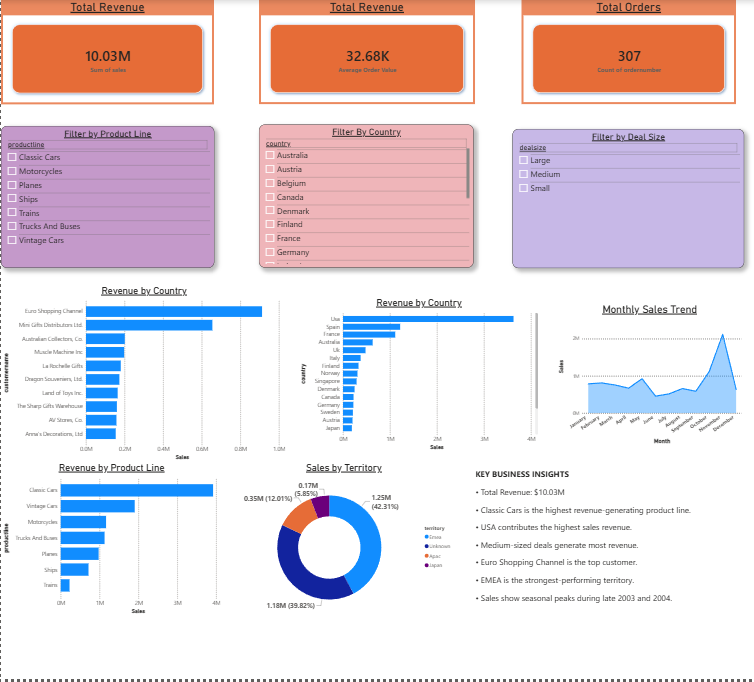 Total Revenue
10.03M
Sum of sales
Total Revenue
32.68K
Average Order Value
Total Orders
307
Count of ordernumber
Filter by Product Line
productline
Classic Cars
Motorcycles
Planes
Ships
Trains
Trucks And Buses
Vintage Cars
Filter By Country
country
Australia
Austria
Belgium
Canada
Denmark
Finland
France
Germany
Filter by Deal Size
dealsize
Large
Medium
Small
Revenue by Country
customername
Euro Shopping Channel
Mini Gifts Distributors Ltd.
Australian Collectors, Co.
Muscle Machine Inc
La Rochelle Gifts
Dragon Souveniers, Ltd.
Land of Toys Inc.
The Sharp Gifts Warehouse
AV Stores, Co.
Anna's Decorations, Ltd
0.0M 0.2M 0.4M 0.6M 0.8M 1.0M
Sales
Revenue by Country
country
Usa
Spain
France
Australia
Uk
Italy
Finland
Norway
Singapore
Denmark
Canada
Germany
Sweden
Austria
Japan
0M 1M 2M 3M 4M
Sales
Monthly Sales Trend
Sales
2M
1M
0M
January February March April May June July August September October November December
Month
Revenue by Product Line
productline
Classic Cars
Vintage Cars
Motorcycles
Trucks And Buses
Planes
Ships
Trains
0M 1M 2M 3M 4M
Sales
Sales by Territory
0.17M
(5.85%)
0.35M (12.01%)
1.25M
(42.31%)
1.18M (39.82%)
territory
Emea
Unknown
Apac
Japan
KEY BUSINESS INSIGHTS
• Total Revenue: $10.03M
• Classic Cars is the highest revenue-generating product line.
• USA contributes the highest sales revenue.
• Medium-sized deals generate most revenue.
• Euro Shopping Channel is the top customer.
• EMEA is the strongest-performing territory.
• Sales show seasonal peaks during late 2003 and 2004.